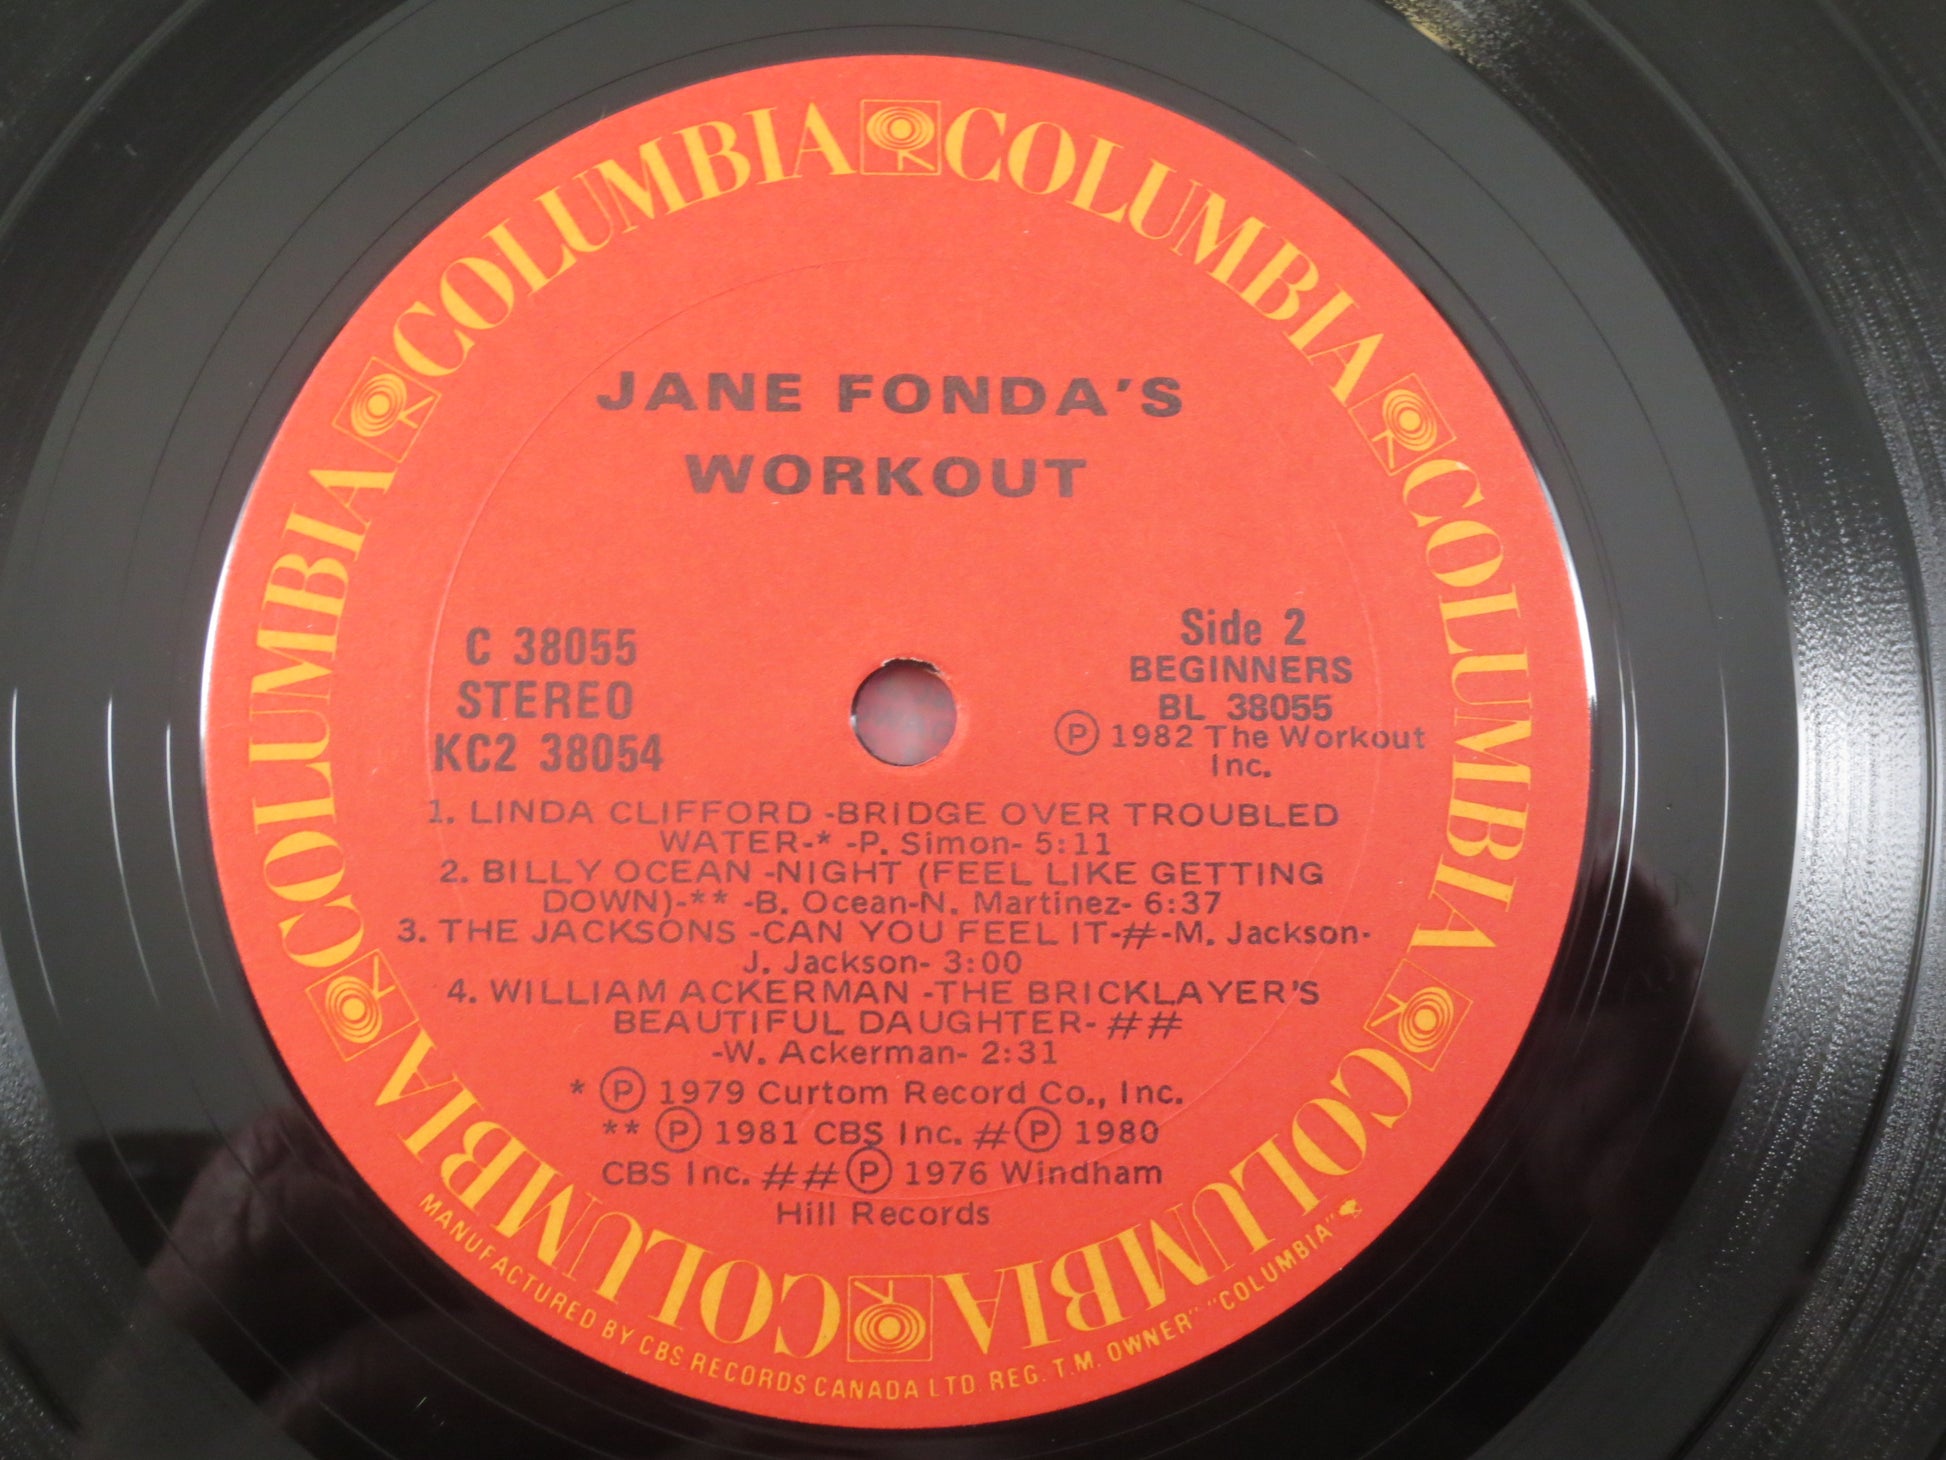 COLUMBIA COLUMBIA COLUMBIA COLUMBIA COLUMBIA COLUMBIA
JANE FONDA'S
WORKOUT
C 38055
STEREO
KC2 38054
Side 2
BEGINNERS
BL 38055
Ⓟ 1982 The Workout
Inc.
1. LINDA CLIFFORD -BRIDGE OVER TROUBLED
WATER-* -P. Simon- 5:11
2. BILLY OCEAN -NIGHT (FEEL LIKE GETTING
DOWN)-** -B. Ocean-N. Martinez- 6:37
3. THE JACKSONS -CAN YOU FEEL IT-#-M. Jackson-
J. Jackson- 3:00
4. WILLIAM ACKERMAN -THE BRICKLAYER'S
BEAUTIFUL DAUGHTER- ##
-W. Ackerman- 2:31
* Ⓟ 1979 Curtom Record Co., Inc.
** Ⓟ 1981 CBS Inc. #Ⓟ 1980
CBS Inc. ##Ⓟ 1976 Windham
Hill Records
MANUFACTURED BY CBS RECORDS CANADA LTD. REG. T.M. OWNER" "COLUMBIA"